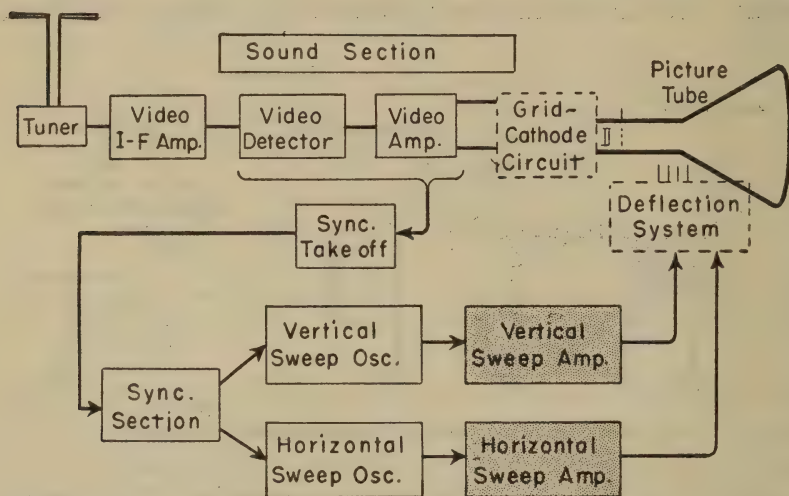 Sound Section
Picture
Tube
Tuner
Video
I-F Amp.
Video
Detector
Video
Amp.
Grid-
Cathode
Circuit
Deflection
System
Sync.
Take off
Vertical
Sweep Osc.
Vertical
Sweep Amp.
Sync.
Section
Horizontal
Sweep Osc.
Horizontal
Sweep Amp.